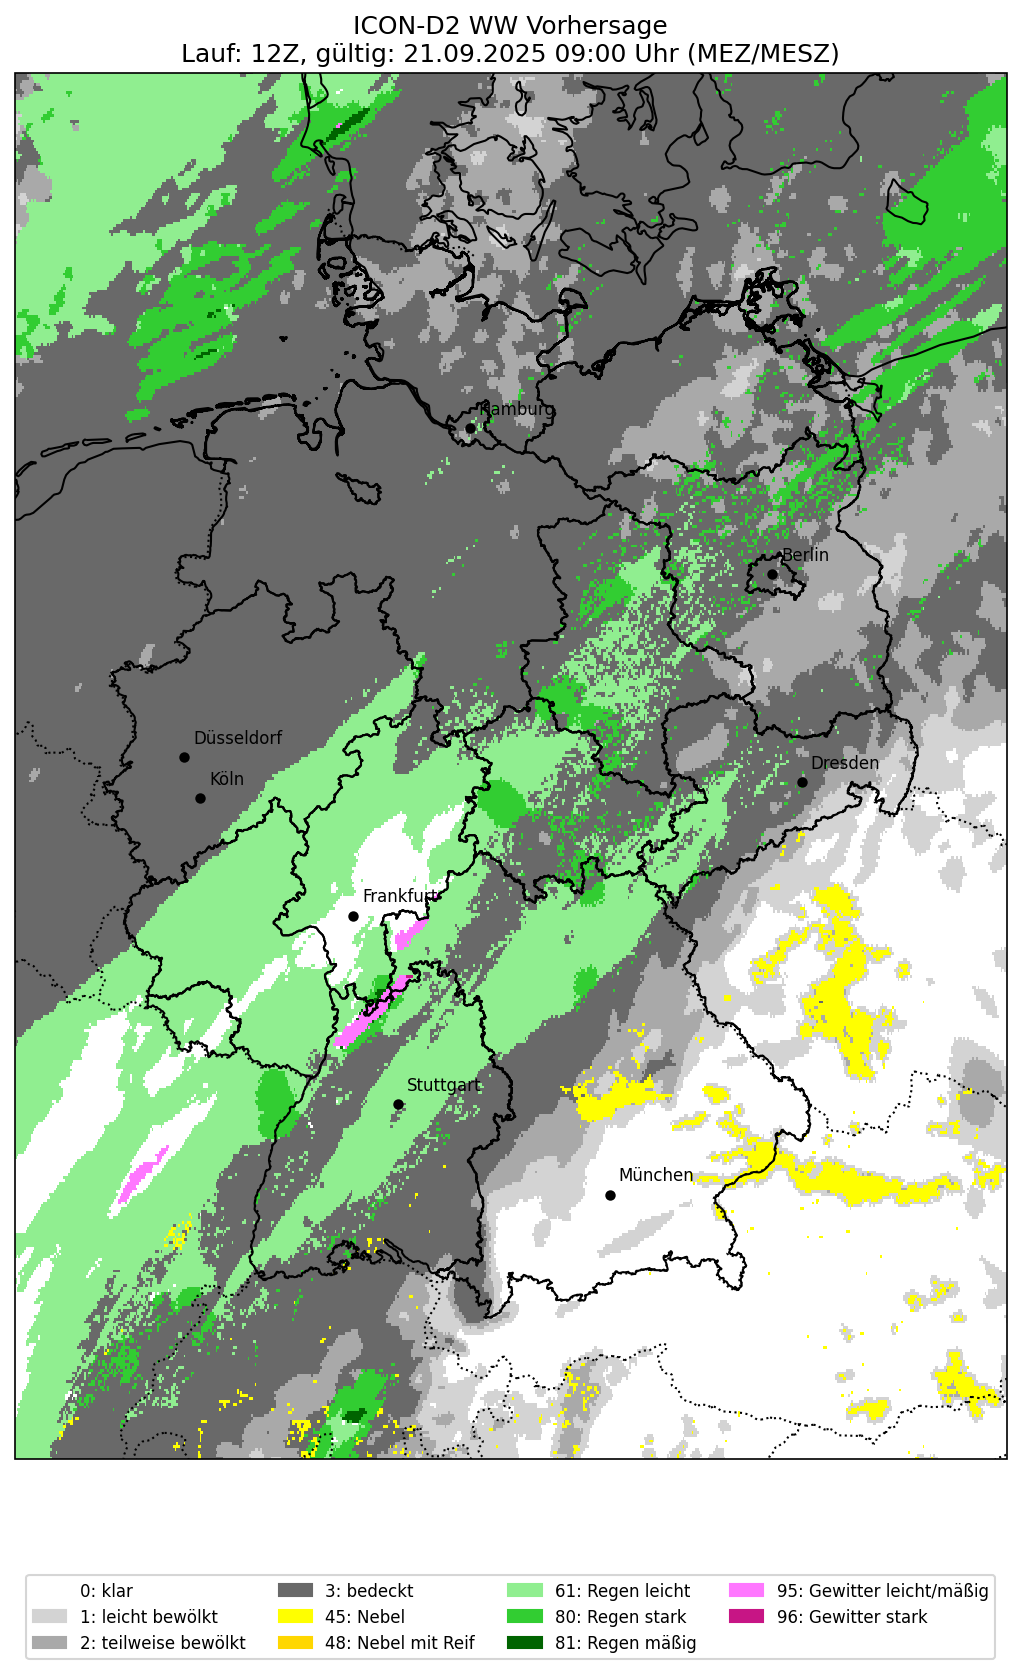 ICON-D2 WW Vorhersage
Lauf: 12Z, gültig: 21.09.2025 09:00 Uhr (MEZ/MESZ)
Hamburg
Berlin
Düsseldorf
Köln
Dresden
Frankfurt
Stuttgart
München
0: klar
1: leicht bewölkt
2: teilweise bewölkt
3: bedeckt
45: Nebel
48: Nebel mit Reif
61: Regen leicht
80: Regen stark
81: Regen mäßig
95: Gewitter leicht/mäßig
96: Gewitter stark